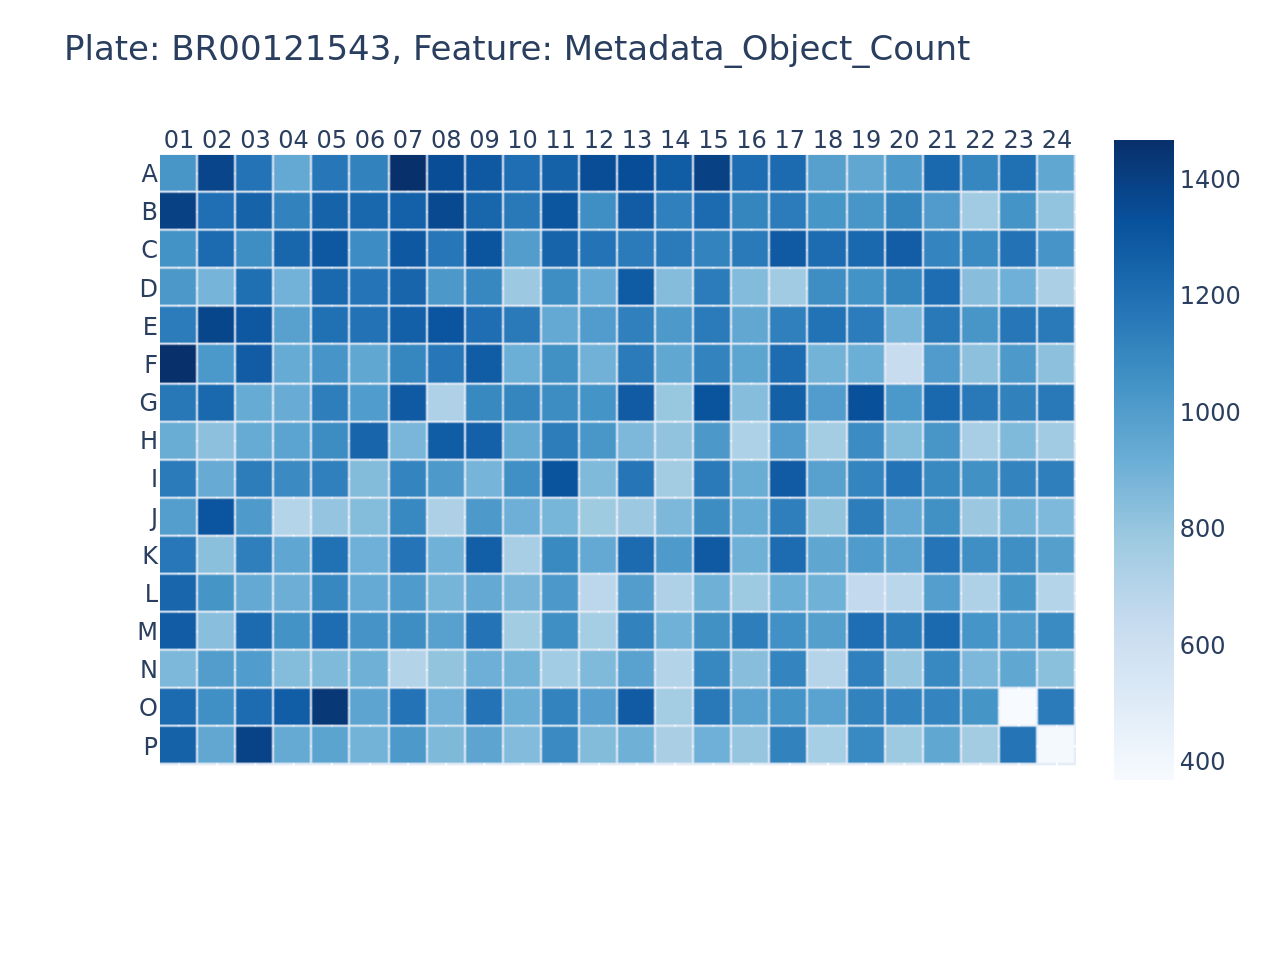 Plate: BR00121543, Feature: Metadata_Object_Count
01 02 03 04 05 06 07 08 09 10 11 12 13 14 15 16 17 18 19 20 21 22 23 24
A
B
C
D
E
F
G
H
I
J
K
L
M
N
O
P
1400
1200
1000
800
600
400